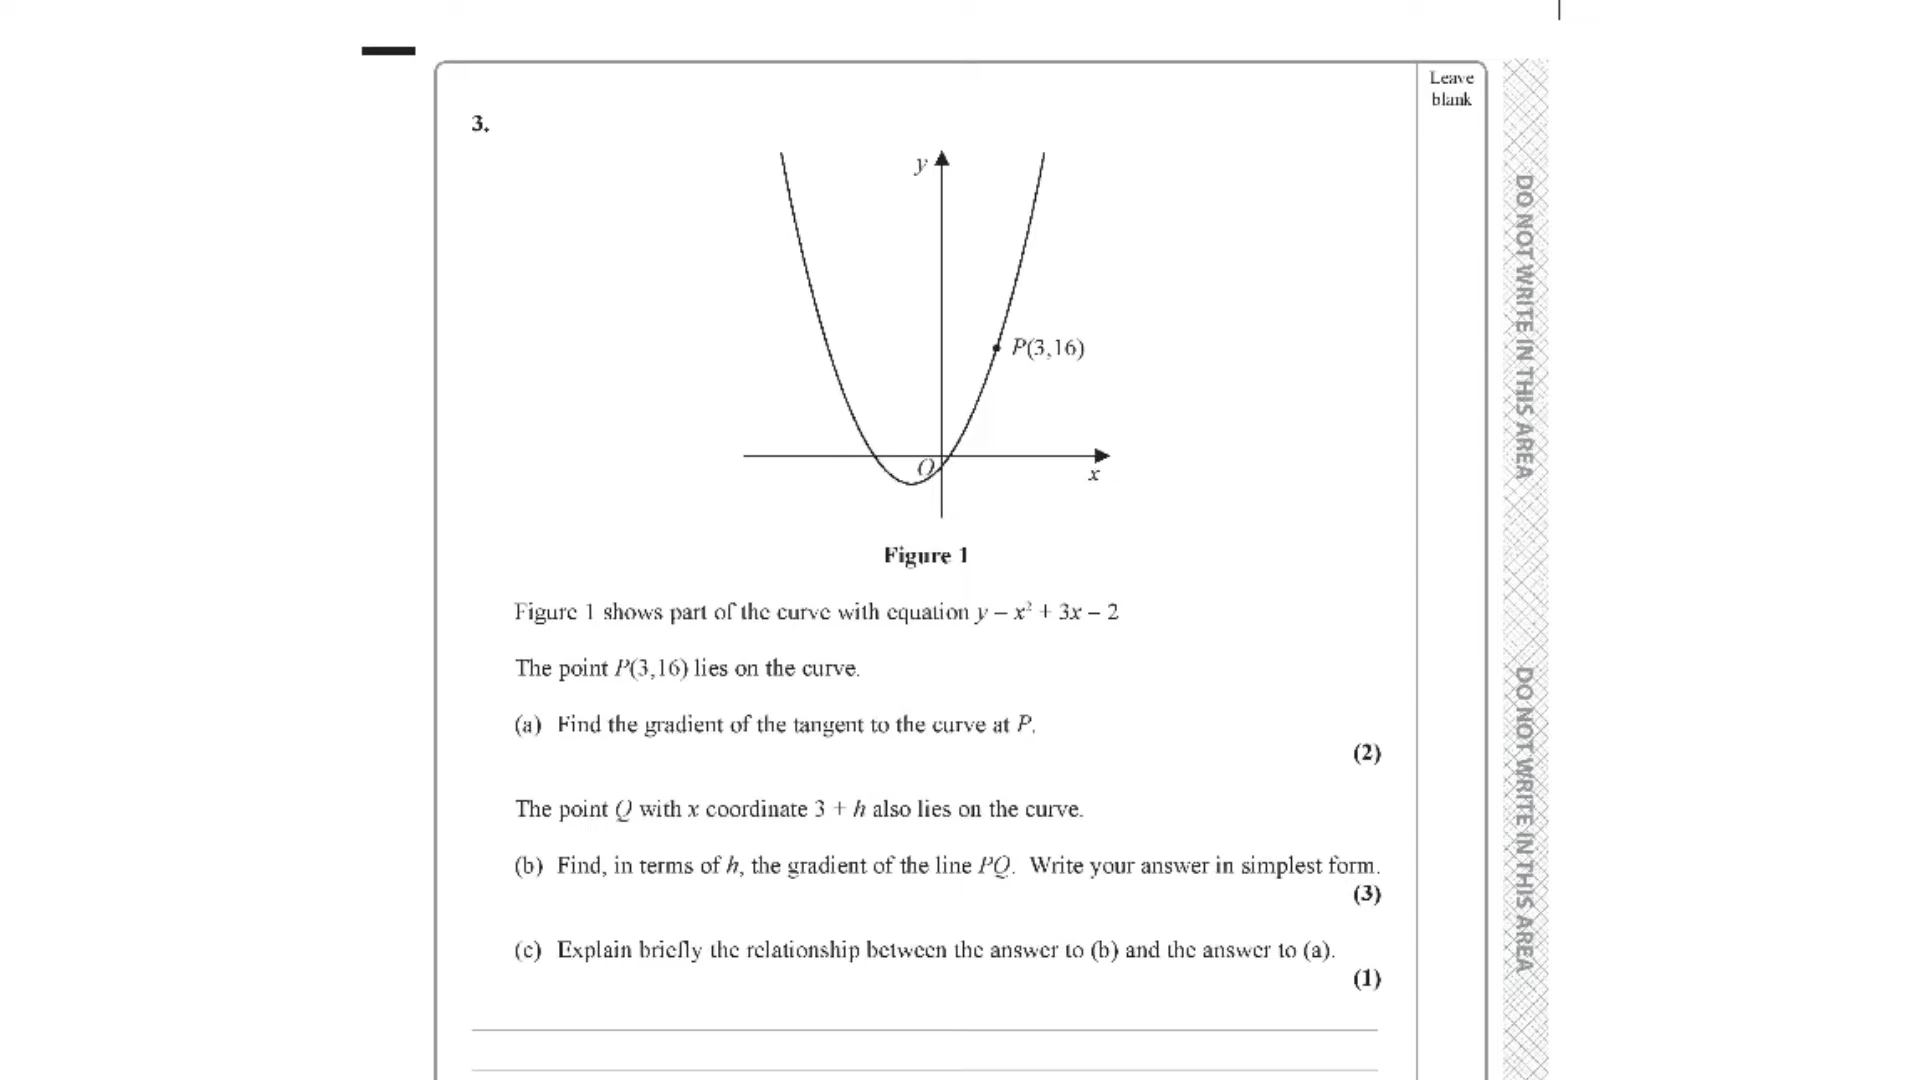 Leave
blank
3.
y
P(3,16)
O
x
Figure 1
Figure 1 shows part of the curve with equation y = x² + 3x – 2
The point P(3,16) lies on the curve.
(a) Find the gradient of the tangent to the curve at P.
(2)
The point Q with x coordinate 3 + h also lies on the curve.
(b) Find, in terms of h, the gradient of the line PQ. Write your answer in simplest form.
(3)
(c) Explain briefly the relationship between the answer to (b) and the answer to (a).
(1)
DO NOT WRITE IN THIS AREA
DO NOT WRITE IN THIS AREA